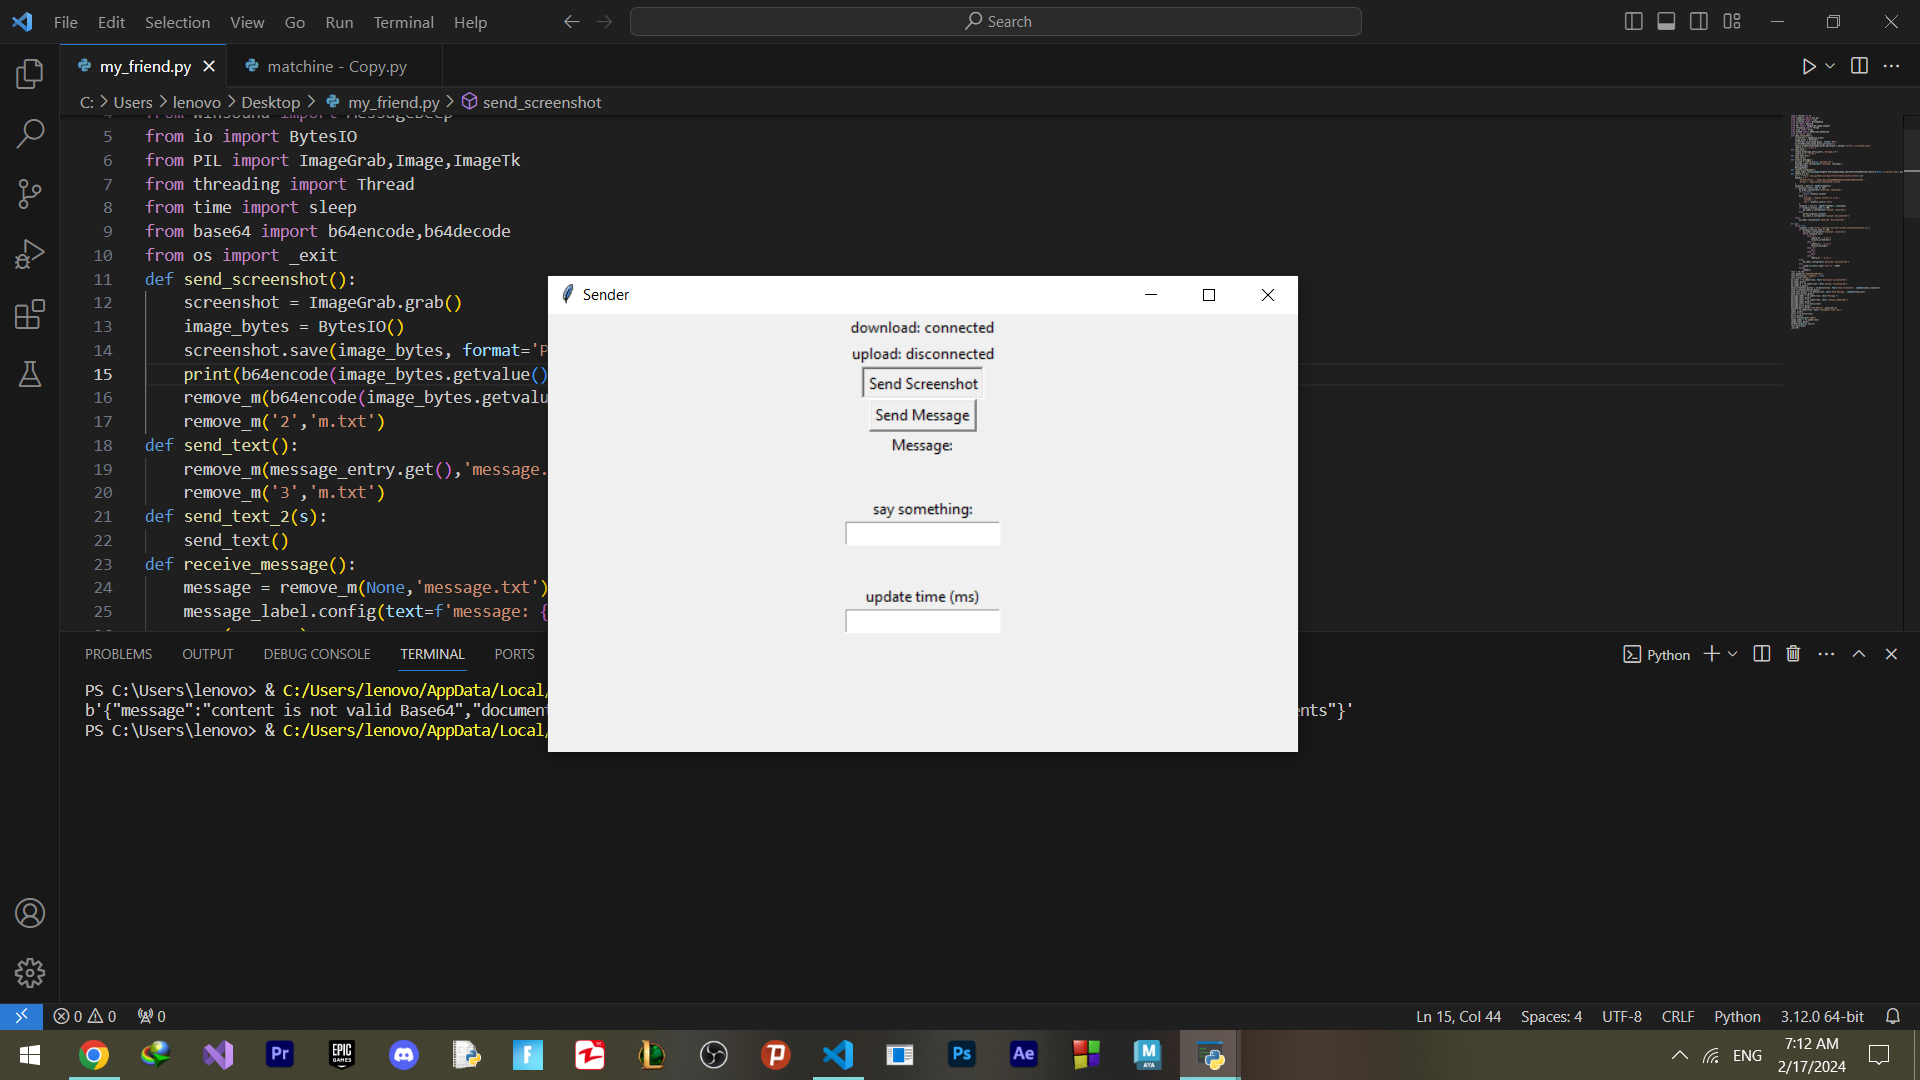 File Edit Selection View Go Run Terminal Help
Search
my_friend.py
matchine - Copy.py
C: > Users > lenovo > Desktop > my_friend.py > send_screenshot
5 from io import BytesIO
6 from PIL import ImageGrab,Image,ImageTk
7 from threading import Thread
8 from time import sleep
9 from base64 import b64encode,b64decode
10 from os import _exit
11 def send_screenshot():
12 screenshot = ImageGrab.grab()
13 image_bytes = BytesIO()
14 screenshot.save(image_bytes, format='P
15 print(b64encode(image_bytes.getvalue()
16 remove_m(b64encode(image_bytes.getvalu
17 remove_m('2','m.txt')
18 def send_text():
19 remove_m(message_entry.get(),'message.
20 remove_m('3','m.txt')
21 def send_text_2(s):
22 send_text()
23 def receive_message():
24 message = remove_m(None,'message.txt')
25 message_label.config(text=f'message: {
Sender
download: connected
upload: disconnected
Send Screenshot
Send Message
Message:
say something:
update time (ms)
PROBLEMS OUTPUT DEBUG CONSOLE TERMINAL PORTS
Python
PS C:\Users\lenovo> & C:/Users/lenovo/AppData/Local/
b'{"message":"content is not valid Base64","document
nts"}'
PS C:\Users\lenovo> & C:/Users/lenovo/AppData/Local/
0 0 0
Ln 15, Col 44 Spaces: 4 UTF-8 CRLF Python 3.12.0 64-bit
Pr
EPIC GAMES
Ps
Ae
M
AYA
ENG
7:12 AM
2/17/2024